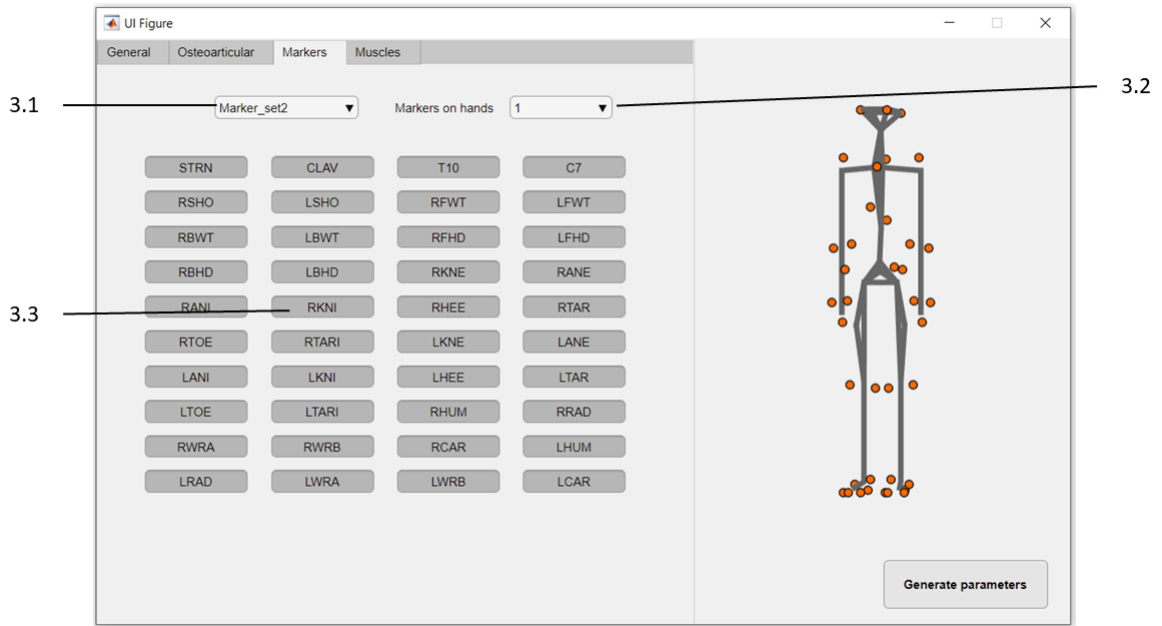 UI Figure
General Osteoarticular Markers Muscles
3.1 Marker_set2 Markers on hands 1 3.2
STRN CLAV T10 C7
RSHO LSHO RFWT LFWT
RBWT LBWT RFHD LFHD
RBHD LBHD RKNE RANE
3.3 RANI RKNI RHEE RTAR
RTOE RTARI LKNE LANE
LANI LKNI LHEE LTAR
LTOE LTARI RHUM RRAD
RWRA RWRB RCAR LHUM
LRAD LWRA LWRB LCAR
Generate parameters